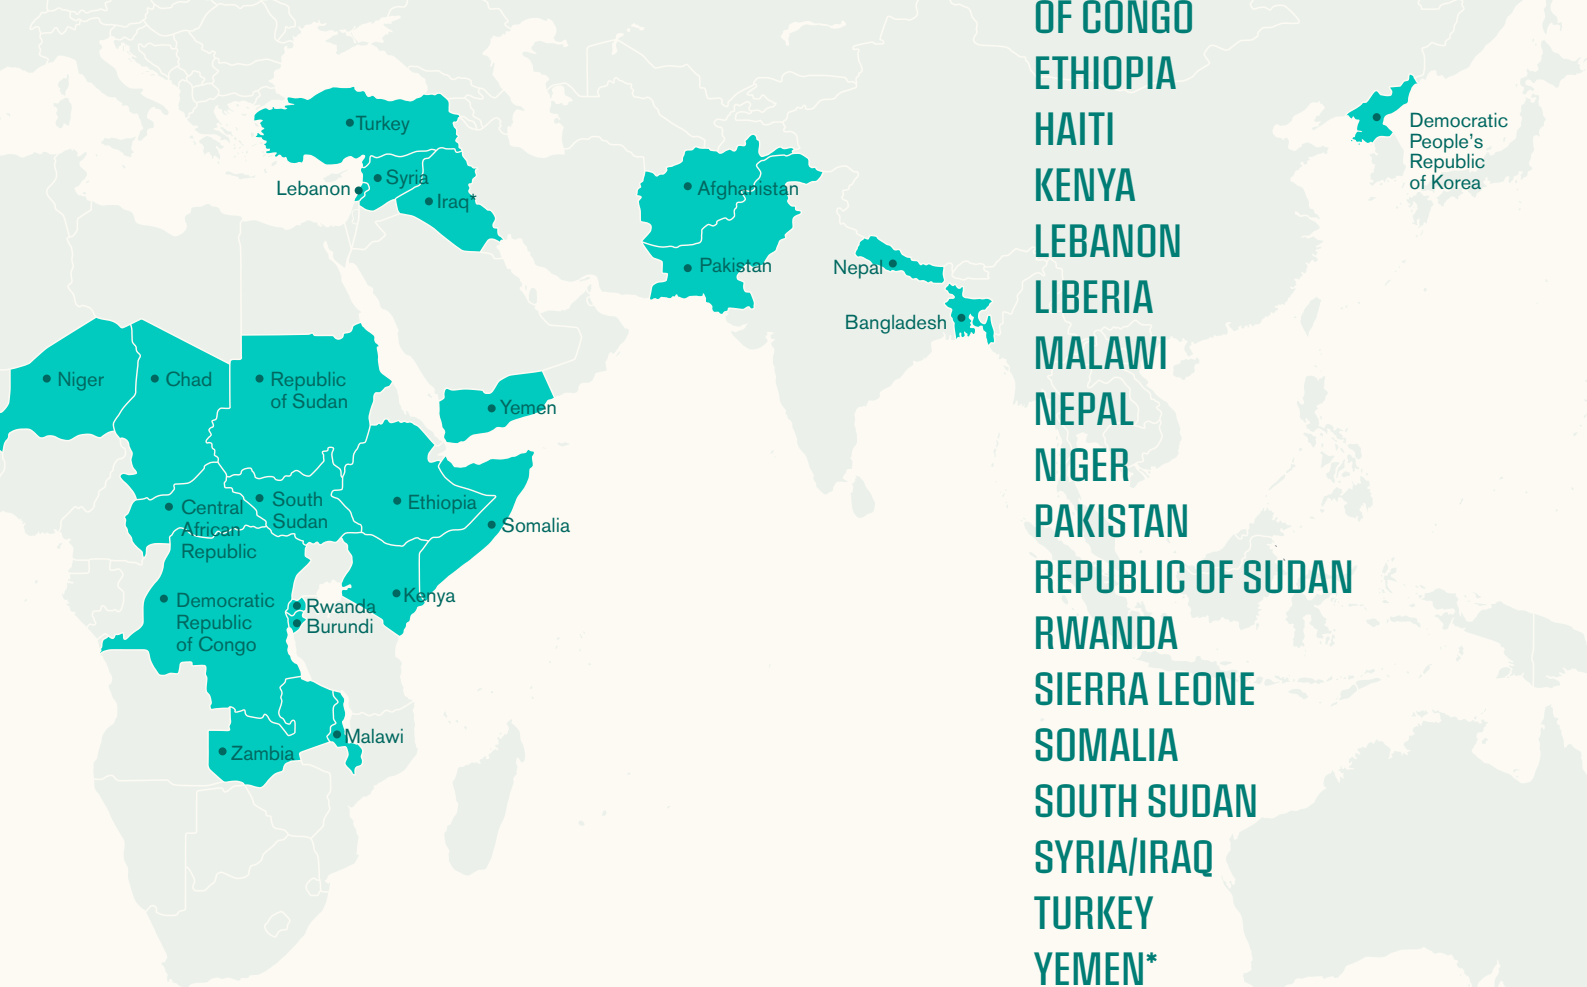 Turkey
Syria
Lebanon
Iraq*
Afghanistan
Pakistan
Nepal
Bangladesh
Democratic
People's
Republic
of Korea
Niger
Chad
Republic
of Sudan
Yemen
Central
African
Republic
South
Sudan
Ethiopia
Somalia
Democratic
Republic
of Congo
Rwanda
Burundi
Kenya
Malawi
Zambia
OF CONGO
ETHIOPIA
HAITI
KENYA
LEBANON
LIBERIA
MALAWI
NEPAL
NIGER
PAKISTAN
REPUBLIC OF SUDAN
RWANDA
SIERRA LEONE
SOMALIA
SOUTH SUDAN
SYRIA/IRAQ
TURKEY
YEMEN*